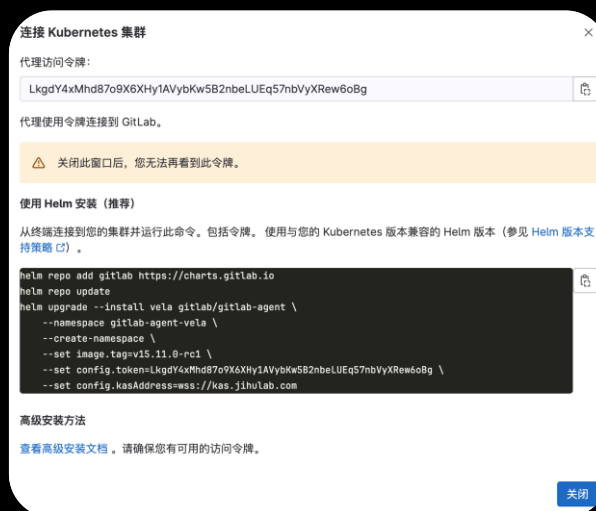 连接 Kubernetes 集群
代理访问令牌:
LkgdY4xMhd87o9X6XHy1AVybKw5B2nbeLUEq57nbVyXRew6oBg
代理使用令牌连接到 GitLab。
关闭此窗口后，您无法再看到此令牌。
使用 Helm 安装（推荐）
从终端连接到您的集群并运行此命令。包括令牌。 使用与您的 Kubernetes 版本兼容的 Helm 版本（参见 Helm 版本支
持策略）。
helm repo add gitlab https://charts.gitlab.io
helm repo update
helm upgrade --install vela gitlab/gitlab-agent \
    --namespace gitlab-agent-vela \
    --create-namespace \
    --set image.tag=v15.11.0-rc1 \
    --set config.token=LkgdY4xMhd87o9X6XHy1AVybKw5B2nbeLUEq57nbVyXRew6oBg \
    --set config.kasAddress=wss://kas.jihulab.com
高级安装方法
查看高级安装文档 。请确保您有可用的访问令牌。
关闭